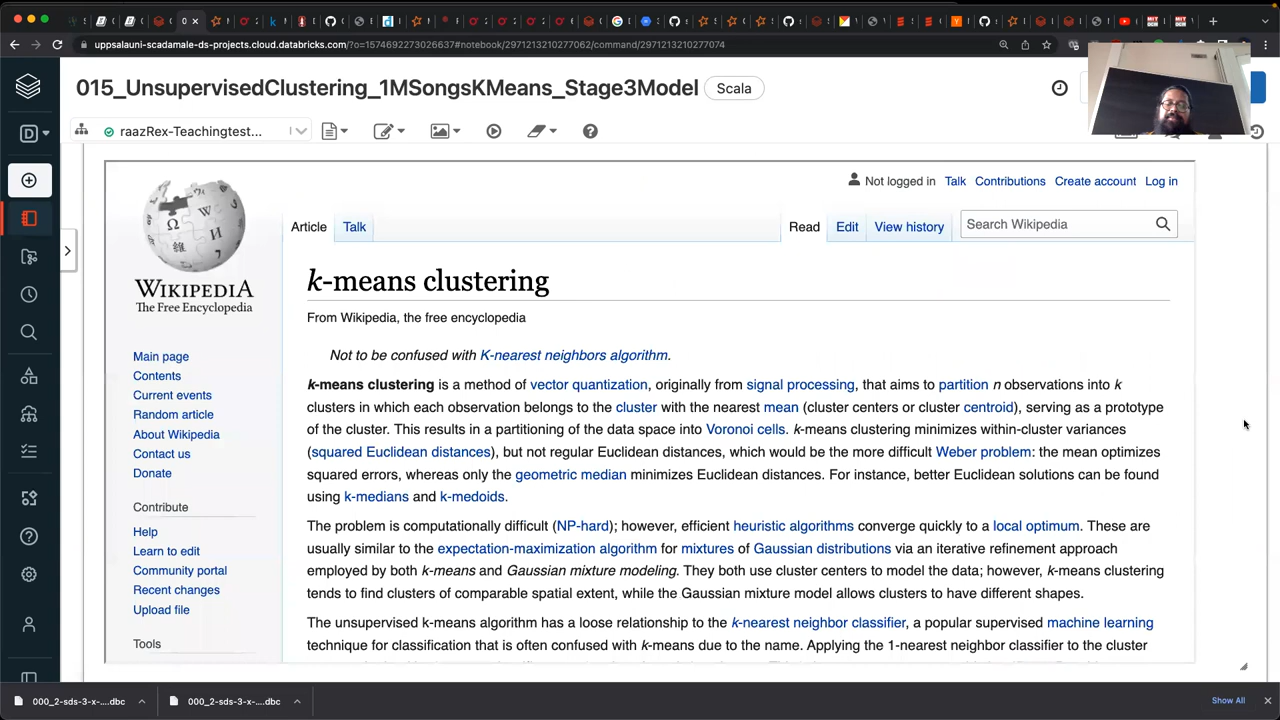 uppsalauni-scadamale-ds-projects.cloud.databricks.com/?o=1574692273026637#notebook/2971213210277062/command/2971213210277074
015_UnsupervisedClustering_1MSongsKMeans_Stage3Model
Scala
raazRex-Teachingtest...
Not logged in Talk Contributions Create account Log in
Article Talk Read Edit View history Search Wikipedia
WIKIPEDIA
The Free Encyclopedia
Main page
Contents
Current events
Random article
About Wikipedia
Contact us
Donate
Contribute
Help
Learn to edit
Community portal
Recent changes
Upload file
Tools
k-means clustering
From Wikipedia, the free encyclopedia
Not to be confused with K-nearest neighbors algorithm.
k-means clustering is a method of vector quantization, originally from signal processing, that aims to partition n observations into k
clusters in which each observation belongs to the cluster with the nearest mean (cluster centers or cluster centroid), serving as a prototype
of the cluster. This results in a partitioning of the data space into Voronoi cells. k-means clustering minimizes within-cluster variances
(squared Euclidean distances), but not regular Euclidean distances, which would be the more difficult Weber problem: the mean optimizes
squared errors, whereas only the geometric median minimizes Euclidean distances. For instance, better Euclidean solutions can be found
using k-medians and k-medoids.
The problem is computationally difficult (NP-hard); however, efficient heuristic algorithms converge quickly to a local optimum. These are
usually similar to the expectation-maximization algorithm for mixtures of Gaussian distributions via an iterative refinement approach
employed by both k-means and Gaussian mixture modeling. They both use cluster centers to model the data; however, k-means clustering
tends to find clusters of comparable spatial extent, while the Gaussian mixture model allows clusters to have different shapes.
The unsupervised k-means algorithm has a loose relationship to the k-nearest neighbor classifier, a popular supervised machine learning
technique for classification that is often confused with k-means due to the name. Applying the 1-nearest neighbor classifier to the cluster
000_2-sds-3-x-....dbc
000_2-sds-3-x-....dbc
Show All